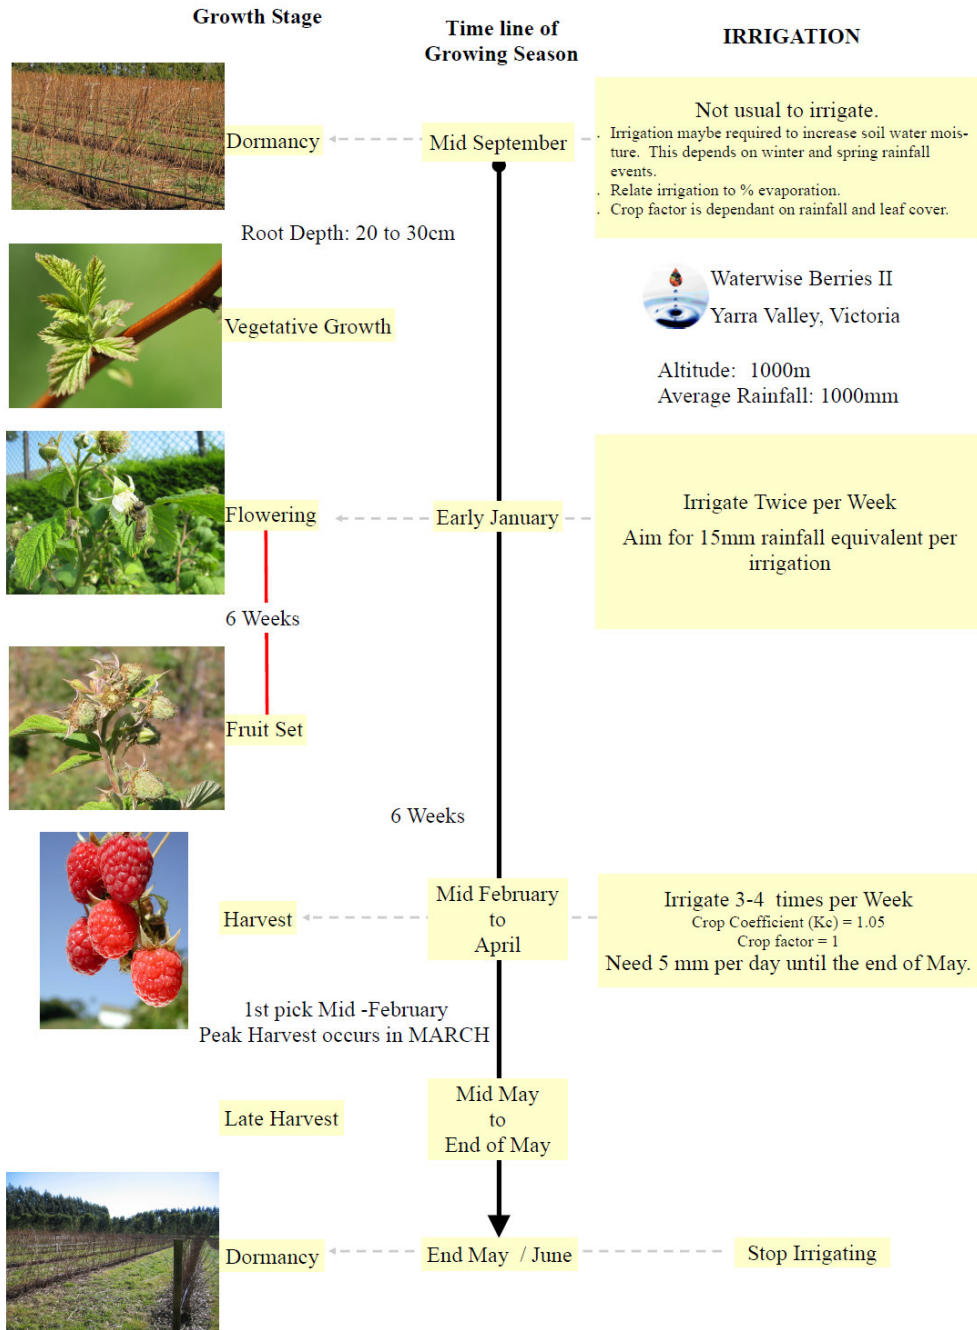 Growth Stage
Time line of
Growing Season
IRRIGATION
Dormancy
Mid September
Not usual to irrigate.
. Irrigation maybe required to increase soil water mois-
ture. This depends on winter and spring rainfall
events.
. Relate irrigation to % evaporation.
. Crop factor is dependant on rainfall and leaf cover.
Root Depth: 20 to 30cm
Vegetative Growth
Waterwise Berries II
Yarra Valley, Victoria
Altitude: 1000m
Average Rainfall: 1000mm
Flowering
Early January
Irrigate Twice per Week
Aim for 15mm rainfall equivalent per
irrigation
6 Weeks
Fruit Set
6 Weeks
Harvest
Mid February
to
April
Irrigate 3-4 times per Week
Crop Coefficient (Kc) = 1.05
Crop factor = 1
Need 5 mm per day until the end of May.
1st pick Mid -February
Peak Harvest occurs in MARCH
Late Harvest
Mid May
to
End of May
Dormancy
End May / June
Stop Irrigating